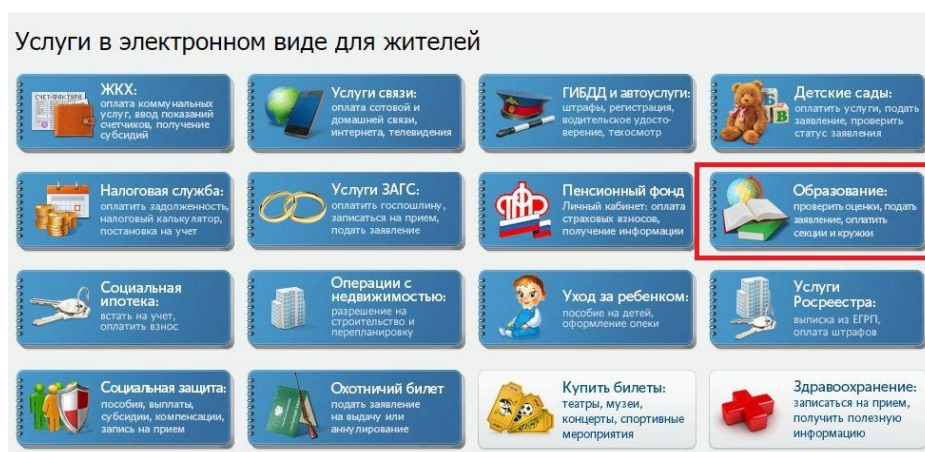 Услуги в электронном виде для жителей
ЖКХ:
оплата коммунальных
услуг, ввод показаний
счетчиков, получение
субсидий
Услуги связи:
оплата сотовой и
домашней связи,
интернета, телевидения
ГИБДД и автоуслуги:
штрафы, регистрация,
водительское удосто-
верение, техосмотр
Детские сады:
оплатить услуги, подать
заявление, проверить
статус заявления
Налоговая служба:
оплатить задолженность,
налоговый калькулятор,
постановка на учет
Услуги ЗАГС:
оплатить госпошлину,
записаться на прием,
подать заявление
Пенсионный фонд
Личный кабинет: оплата
страховых взносов,
получение информации
Образование:
проверить оценки, подать
заявление, оплатить
секции и кружки
Социальная
ипотека:
встать на учет,
оплатить взнос
Операции с
недвижимостью:
разрешение на
строительство и
перепланировку
Уход за ребенком:
пособие на детей,
оформление опеки
Услуги
Росреестра:
выписка из ЕГРП,
оплата штрафов
Социальная защита:
пособия, выплаты,
субсидии, компенсации,
запись на прием
Охотничий билет
подать заявление
на выдачу или
аннулирование
Купить билеты:
театры, музеи,
концерты, спортивные
мероприятия
Здравоохранение:
записаться на прием,
получить полезную
информацию
СЧЕТ-ФАКТУРА
Б
В